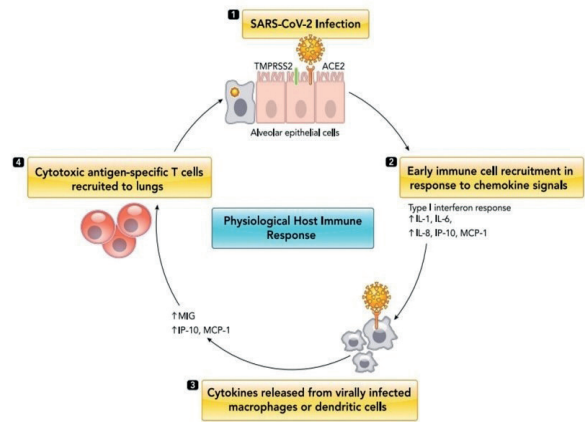 1
SARS-CoV-2 Infection
TMPRSS2
ACE2
Alveolar epithelial cells
2
Early immune cell recruitment in
response to chemokine signals
Type I interferon response
↑ IL-1, IL-6,
↑ IL-8, IP-10, MCP-1
Physiological Host Immune
Response
3
Cytokines released from virally infected
macrophages or dendritic cells
↑ MIG
↑ IP-10, MCP-1
4
Cytotoxic antigen-specific T cells
recruited to lungs